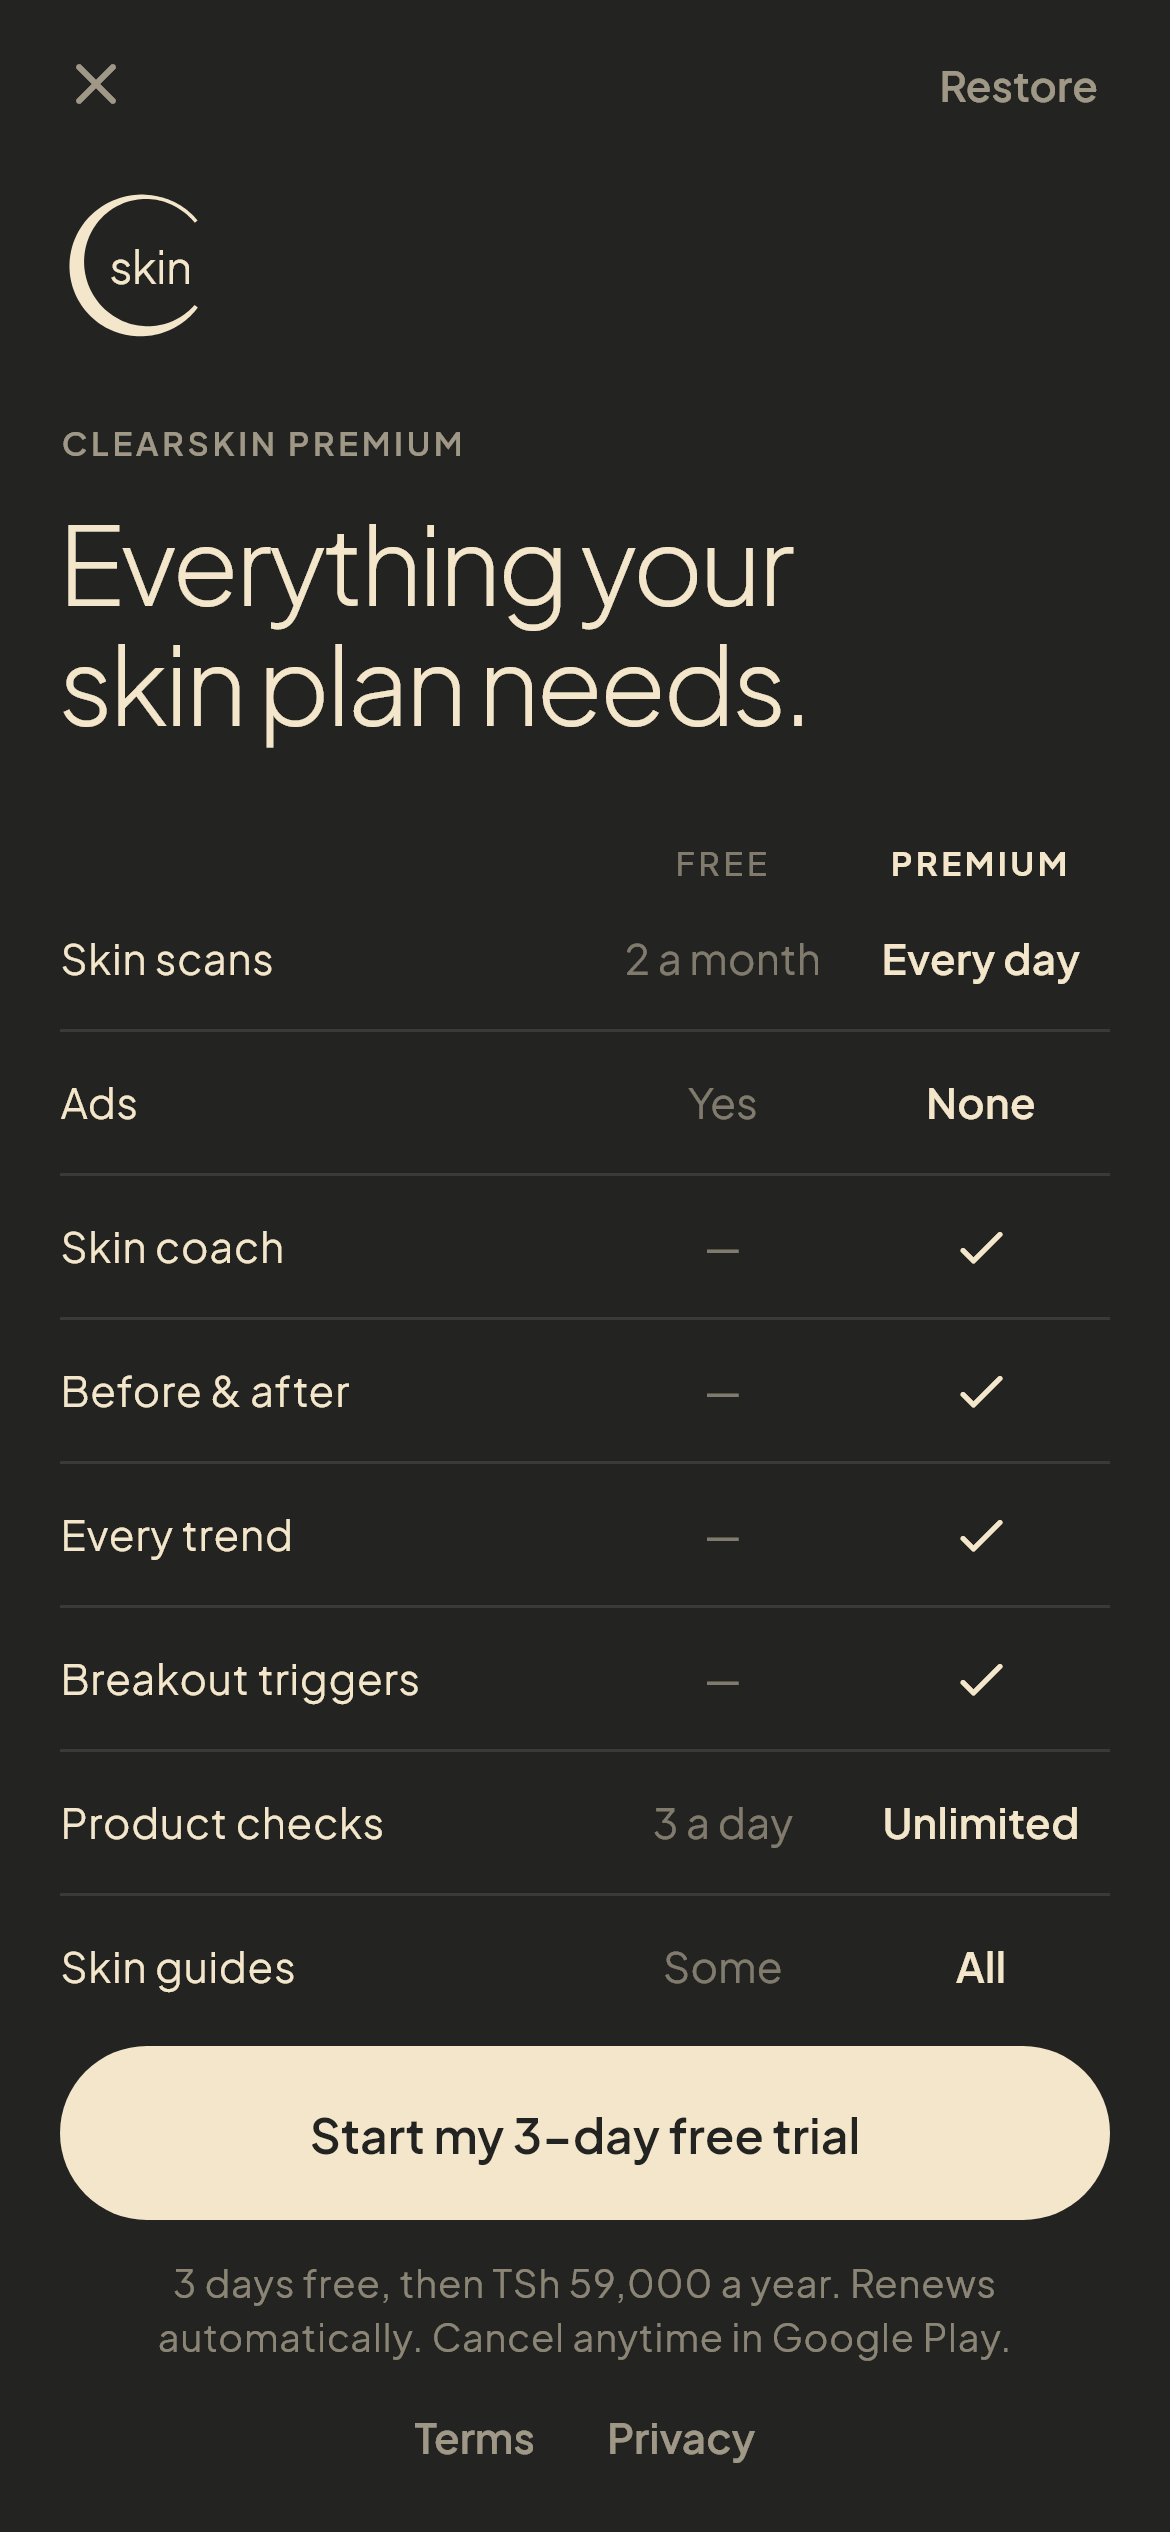 Restore
skin
CLEARSKIN PREMIUM
Everything your
skin plan needs.
FREE PREMIUM
Skin scans 2 a month Every day
Ads Yes None
Skin coach — ✓
Before & after — ✓
Every trend — ✓
Breakout triggers — ✓
Product checks 3 a day Unlimited
Skin guides Some All
Start my 3-day free trial
3 days free, then TSh 59,000 a year. Renews
automatically. Cancel anytime in Google Play.
Terms Privacy